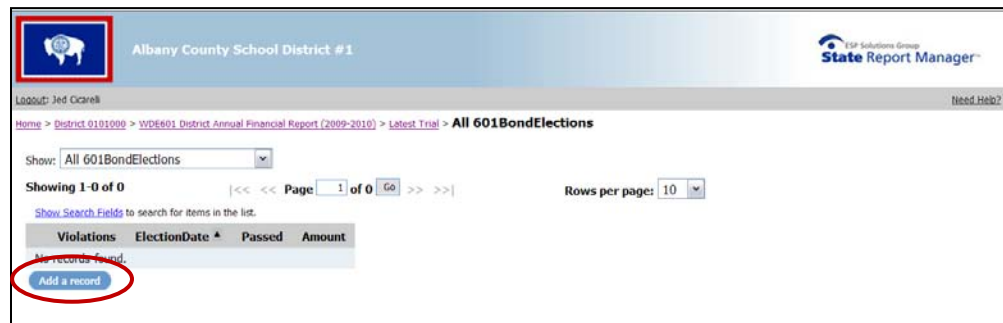 Albany County School District #1
ESP Solutions Group
State Report Manager
Logout: Jed Cicareli
Need Help?
Home > District 0101000 > WDE601 District Annual Financial Report (2009-2010) > Latest Trial > All 601BondElections
Show: All 601BondElections
Showing 1-0 of 0 |<< << Page 1 of 0 Go >> >>| Rows per page: 10
Show Search Fields to search for items in the list.
Violations ElectionDate ▲ Passed Amount
No records found.
Add a record